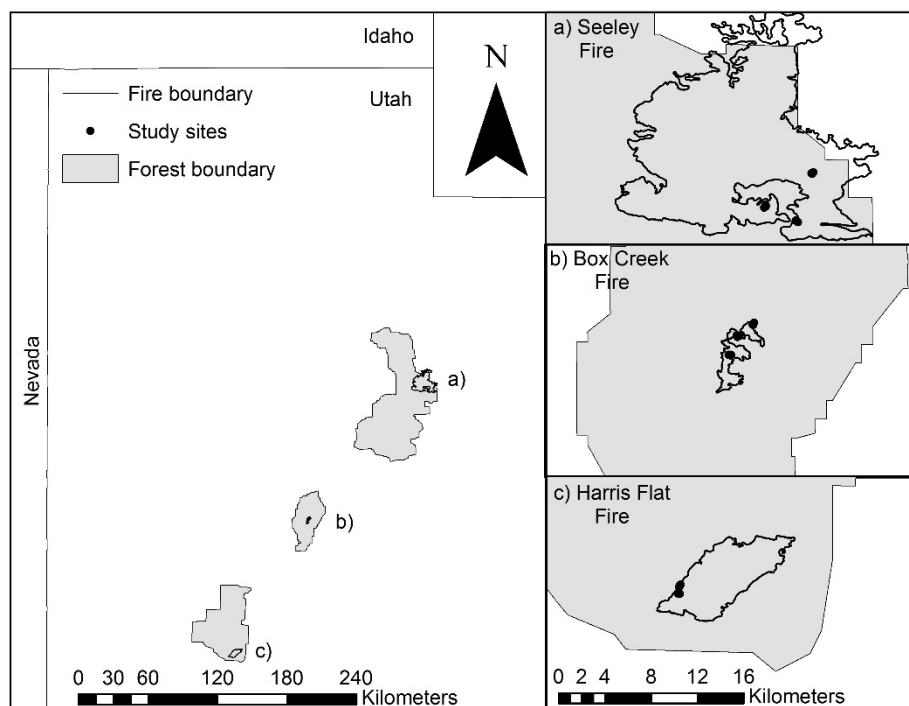 Idaho
Utah
Nevada
N
Fire boundary
Study sites
Forest boundary
a)
b)
c)
0 30 60 120 180 240
Kilometers
a) Seeley
Fire
b) Box Creek
Fire
c) Harris Flat
Fire
0 2 4 8 12 16
Kilometers